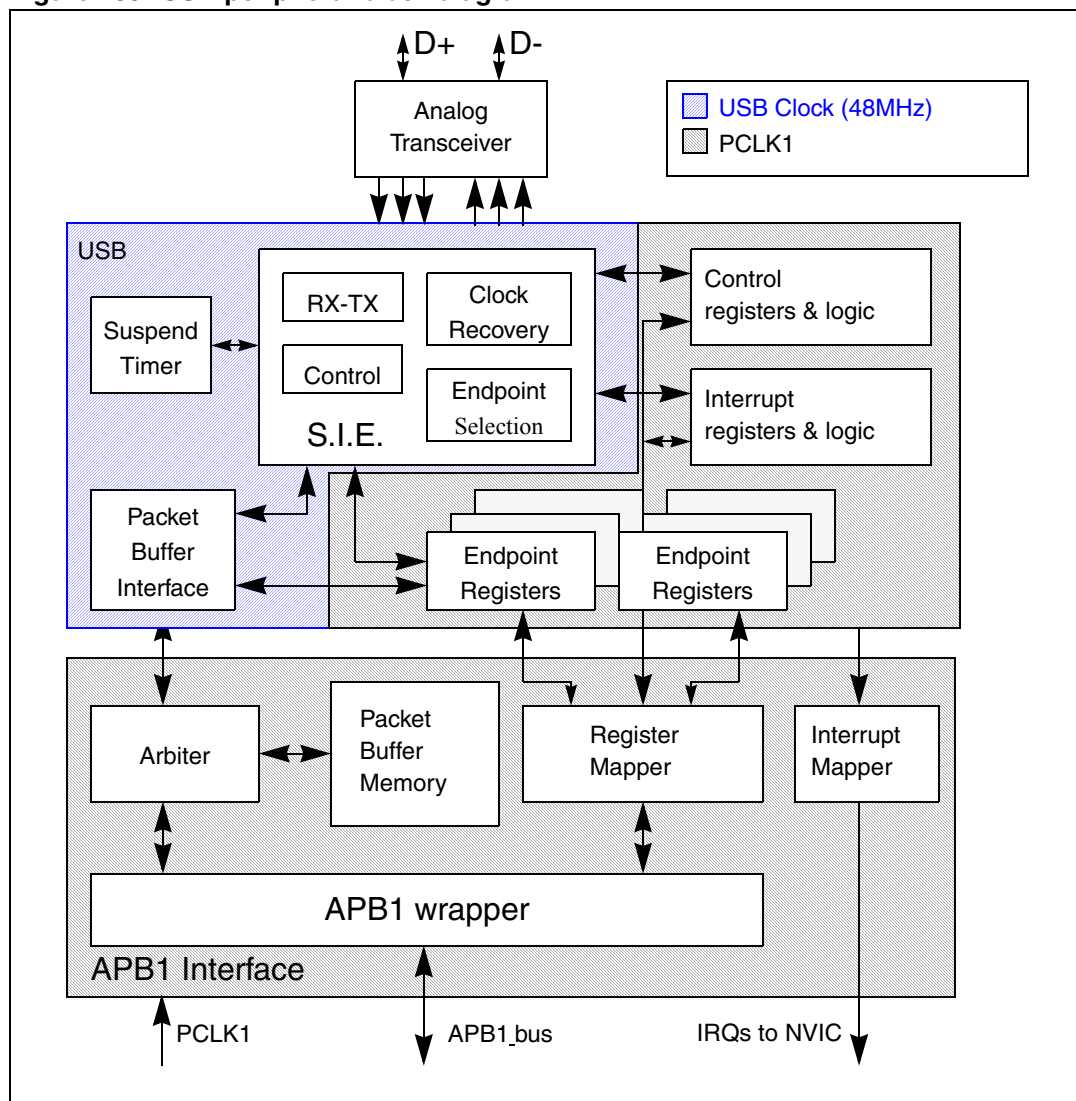 D+ D-
Analog
Transceiver
USB Clock (48MHz)
PCLK1
USB
RX-TX
Clock
Recovery
Control
registers & logic
Suspend
Timer
Control
Endpoint
Selection
S.I.E.
Interrupt
registers & logic
Packet
Buffer
Interface
Endpoint
Registers
Endpoint
Registers
Arbiter
Packet
Buffer
Memory
Register
Mapper
Interrupt
Mapper
APB1 wrapper
APB1 Interface
PCLK1
APB1_bus
IRQs to NVIC